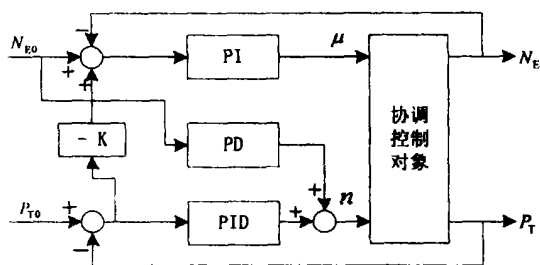 N_E0
−
+
+
PI
μ
N_E
− K
PD
协调
控制
对象
+
P_T0
+
−
PID
+
n
P_T